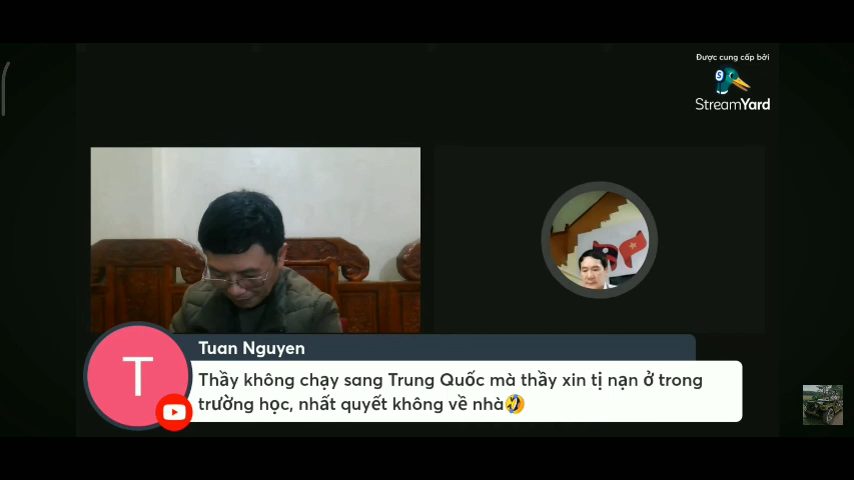 Được cung cấp bởi
StreamYard
Tuan Nguyen
T
Thầy không chạy sang Trung Quốc mà thầy xin tị nạn ở trong
trường học, nhất quyết không về nhà🤣